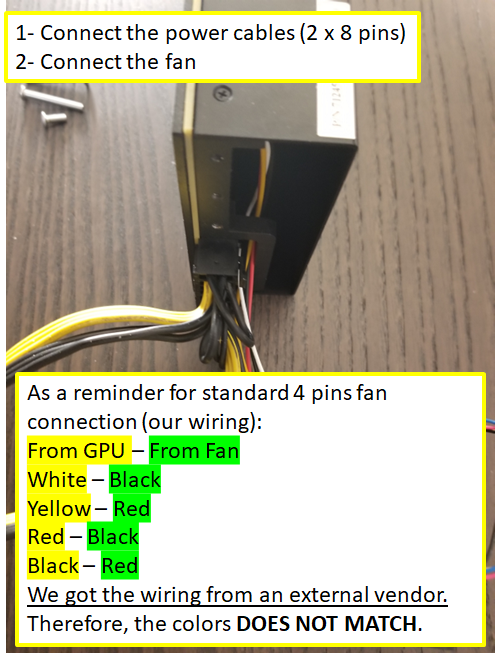 1- Connect the power cables (2 x 8 pins)
2- Connect the fan
As a reminder for standard 4 pins fan
connection (our wiring):
From GPU – From Fan
White – Black
Yellow – Red
Red – Black
Black – Red
We got the wiring from an external vendor.
Therefore, the colors DOES NOT MATCH.